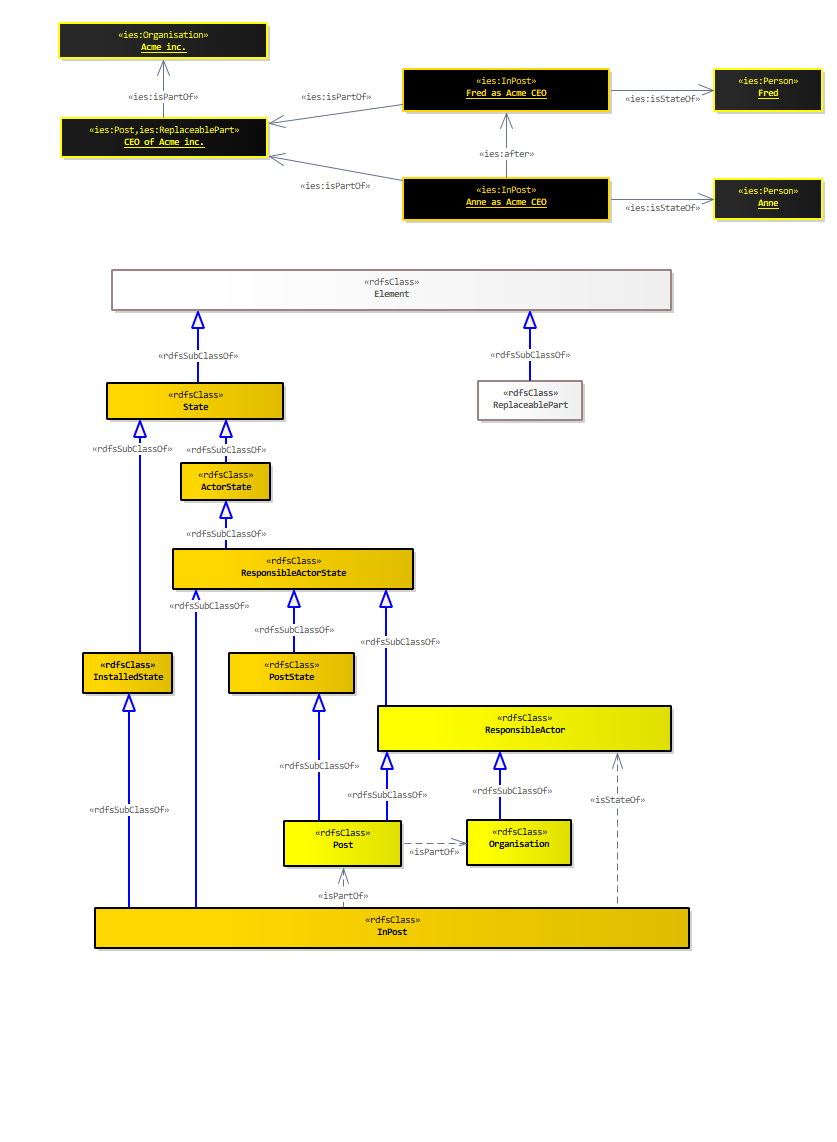 «ies:Organisation»
Acme inc.
«ies:isPartOf»
«ies:Post,ies:ReplaceablePart»
CEO of Acme inc.
«ies:isPartOf»
«ies:isPartOf»
«ies:InPost»
Fred as Acme CEO
«ies:after»
«ies:InPost»
Anne as Acme CEO
«ies:isStateOf»
«ies:Person»
Fred
«ies:isStateOf»
«ies:Person»
Anne
«rdfsClass»
Element
«rdfsSubClassOf»
«rdfsSubClassOf»
«rdfsClass»
State
«rdfsClass»
ReplaceablePart
«rdfsSubClassOf»
«rdfsSubClassOf»
«rdfsClass»
ActorState
«rdfsSubClassOf»
«rdfsClass»
ResponsibleActorState
«rdfsSubClassOf»
«rdfsSubClassOf»
«rdfsSubClassOf»
«rdfsClass»
InstalledState
«rdfsClass»
PostState
«rdfsClass»
ResponsibleActor
«rdfsSubClassOf»
«rdfsSubClassOf»
«rdfsSubClassOf»
«rdfsSubClassOf»
«isStateOf»
«rdfsClass»
Post
«isPartOf»
«rdfsClass»
Organisation
«isPartOf»
«rdfsClass»
InPost